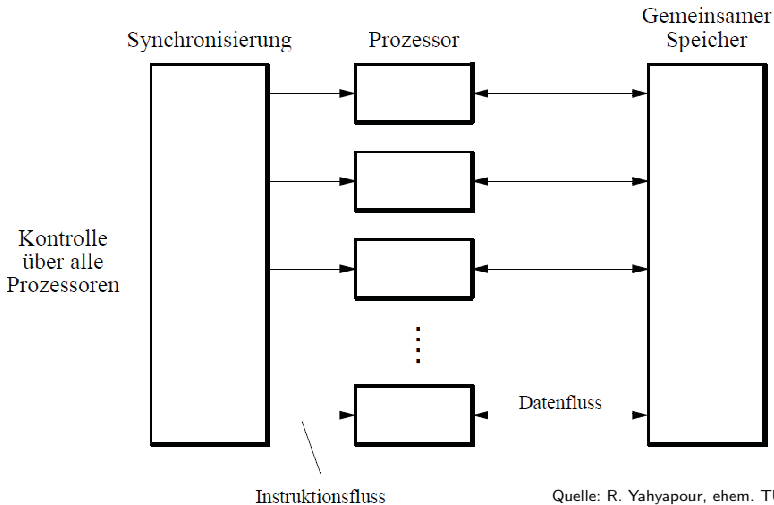 Synchronisierung
Prozessor
Gemeinsamer
Speicher
Kontrolle
über alle
Prozessoren
Datenfluss
Instruktionsfluss
Quelle: R. Yahyapour, ehem.